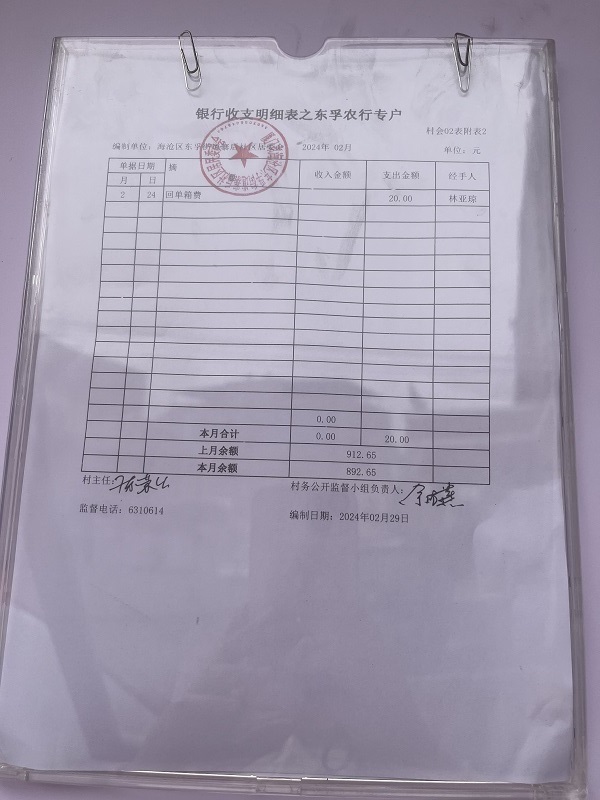 银行收支明细表之东孚农行专户
村会02表附表2
编制单位：海沧区东孚 社区居委会 2024年 02月 单位：元
单据日期 摘 收入金额 支出金额 经手人
月 日
2 24 回单箱费 20.00 林亚琼
0.00
本月合计 0.00 20.00
上月余额 912.65
本月余额 892.65
村主任： 村务公开监督小组负责人：
监督电话：6310614 编制日期：2024年02月29日